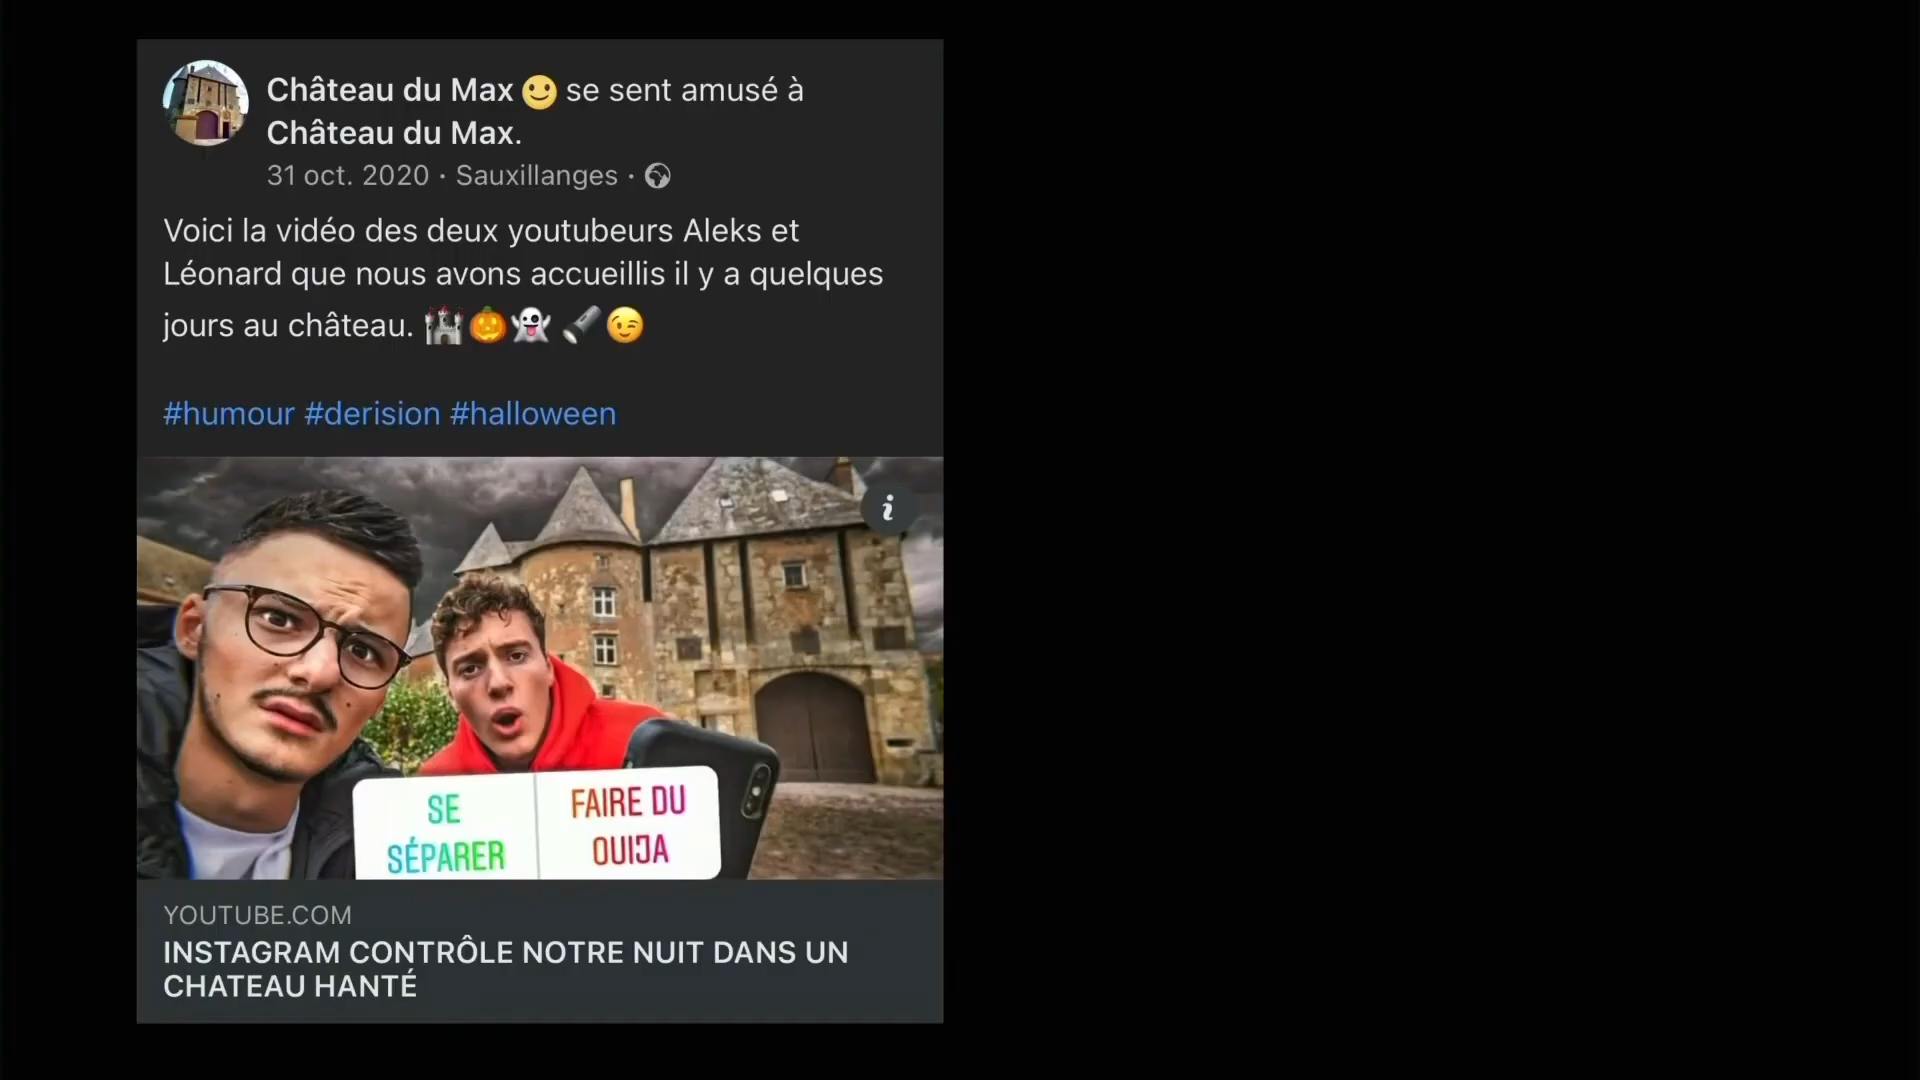 Château du Max 🙂 se sent amusé à
Château du Max.
31 oct. 2020 · Sauxillanges ·
Voici la vidéo des deux youtubeurs Aleks et
Léonard que nous avons accueillis il y a quelques
jours au château. 🏰🎃👻🔦😉
#humour #derision #halloween
SE
SÉPARER
FAIRE DU
OUIJA
YOUTUBE.COM
INSTAGRAM CONTRÔLE NOTRE NUIT DANS UN
CHATEAU HANTÉ